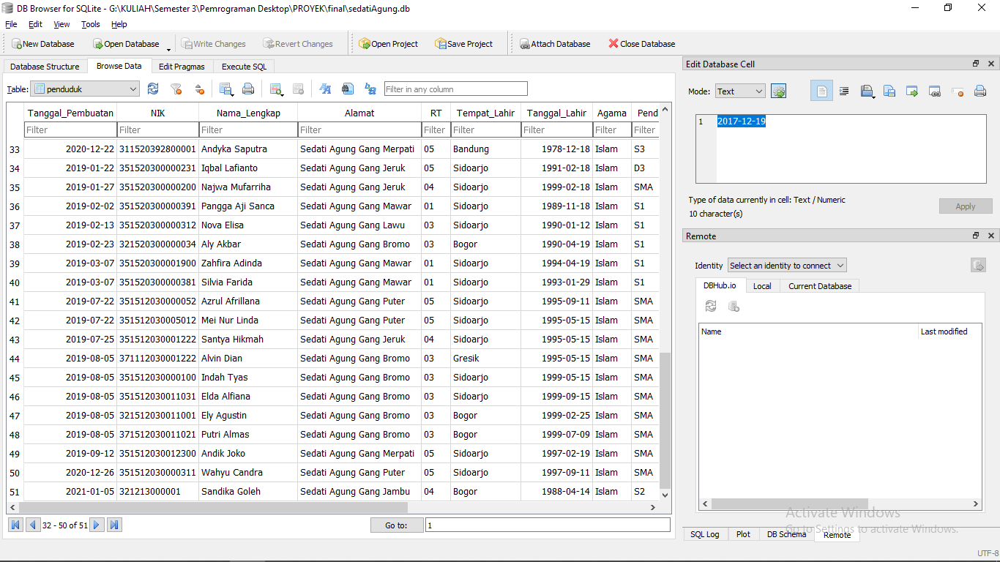 DB Browser for SQLite - G:\KULIAH\Semester 3\Pemrograman Desktop\PROYEK\final\sedatiAgung.db
File Edit View Tools Help
New Database Open Database Write Changes Revert Changes Open Project Save Project Attach Database Close Database
Database Structure Browse Data Edit Pragmas Execute SQL
Table: penduduk Filter in any column
Tanggal_Pembuatan NIK Nama_Lengkap Alamat RT Tempat_Lahir Tanggal_Lahir Agama Pend
Filter Filter Filter Filter Filter Filter Filter Filter Filter
33 2020-12-22 311520392800001 Andyka Saputra Sedati Agung Gang Merpati 05 Bandung 1978-12-18 Islam S3
34 2019-01-22 351520300000231 Iqbal Lafianto Sedati Agung Gang Jeruk 05 Sidoarjo 1991-02-18 Islam D3
35 2019-01-27 351520300000200 Najwa Mufarriha Sedati Agung Gang Jeruk 04 Sidoarjo 1999-02-18 Islam SMA
36 2019-02-02 351520300000391 Pangga Aji Sanca Sedati Agung Gang Mawar 01 Sidoarjo 1989-11-18 Islam S1
37 2019-02-13 351520300000312 Nova Elisa Sedati Agung Gang Lawu 03 Sidoarjo 1990-01-12 Islam S1
38 2019-02-23 321520300000034 Aly Akbar Sedati Agung Gang Bromo 03 Bogor 1990-04-19 Islam S1
39 2019-03-07 351520300001900 Zahfira Adinda Sedati Agung Gang Mawar 01 Sidoarjo 1994-04-19 Islam S1
40 2019-03-07 351520300000381 Silvia Farida Sedati Agung Gang Mawar 01 Sidoarjo 1993-01-29 Islam S1
41 2019-07-22 351512030000052 Azrul Afrillana Sedati Agung Gang Puter 05 Sidoarjo 1995-09-11 Islam SMA
42 2019-07-22 351512030005012 Mei Nur Linda Sedati Agung Gang Puter 05 Sidoarjo 1995-05-15 Islam SMA
43 2019-07-25 351512030001222 Santya Hikmah Sedati Agung Gang Jeruk 04 Sidoarjo 1995-05-15 Islam SMA
44 2019-08-05 371112030001222 Alvin Dian Sedati Agung Gang Bromo 03 Gresik 1995-05-15 Islam SMA
45 2019-08-05 351512030000100 Indah Tyas Sedati Agung Gang Bromo 03 Sidoarjo 1999-05-15 Islam SMA
46 2019-08-05 351512030011031 Elda Alfiana Sedati Agung Gang Bromo 03 Sidoarjo 1999-09-15 Islam SMA
47 2019-08-05 321512030011001 Ely Agustin Sedati Agung Gang Bromo 03 Bogor 1999-02-25 Islam SMA
48 2019-08-05 371512030011021 Putri Almas Sedati Agung Gang Bromo 03 Bogor 1999-07-09 Islam SMA
49 2019-09-12 351512030012300 Andik Joko Sedati Agung Gang Merpati 05 Sidoarjo 1997-02-19 Islam SMA
50 2020-12-26 351512030000311 Wahyu Candra Sedati Agung Gang Puter 05 Sidoarjo 1997-09-11 Islam SMA
51 2021-01-05 321213000001 Sandika Goleh Sedati Agung Gang Jambu 04 Bogor 1988-04-14 Islam S2
32 - 50 of 51 Go to: 1
Edit Database Cell
Mode: Text
1 2017-12-19
Type of data currently in cell: Text / Numeric
10 character(s)
Apply
Remote
Identity Select an identity to connect
DBHub.io Local Current Database
Name Last modified
Activate Windows
Go to Settings to activate Windows.
SQL Log Plot DB Schema Remote
UTF-8